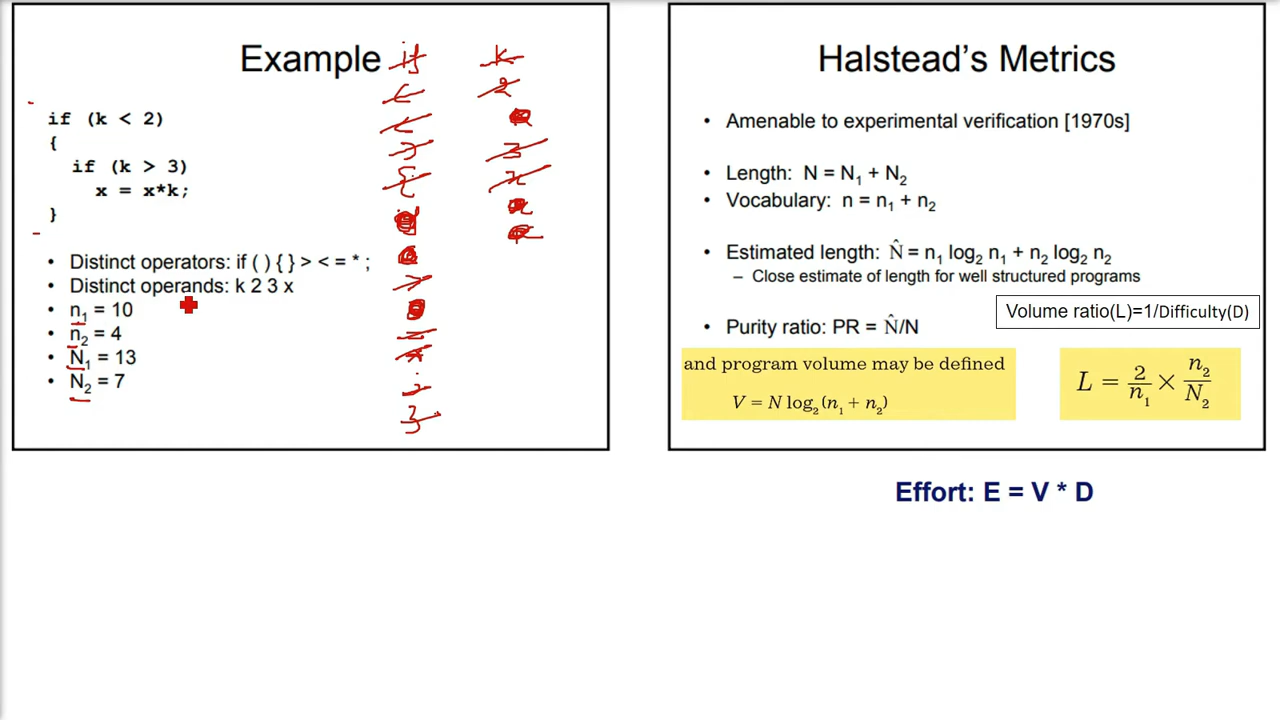 Example
if (k < 2)
{
if (k > 3)
x = x*k;
}
• Distinct operators: if ( ) { } > < = * ;
• Distinct operands: k 2 3 x
• n₁ = 10
• n₂ = 4
• N₁ = 13
• N₂ = 7
if
k
2
3
x
Halstead's Metrics
• Amenable to experimental verification [1970s]
• Length: N = N₁ + N₂
• Vocabulary: n = n₁ + n₂
• Estimated length: N̂ = n₁ log₂ n₁ + n₂ log₂ n₂
– Close estimate of length for well structured programs
Volume ratio(L)=1/Difficulty(D)
• Purity ratio: PR = N̂/N
and program volume may be defined
V = N log₂(n₁ + n₂)
L = 2/n₁ × n₂/N₂
Effort: E = V * D